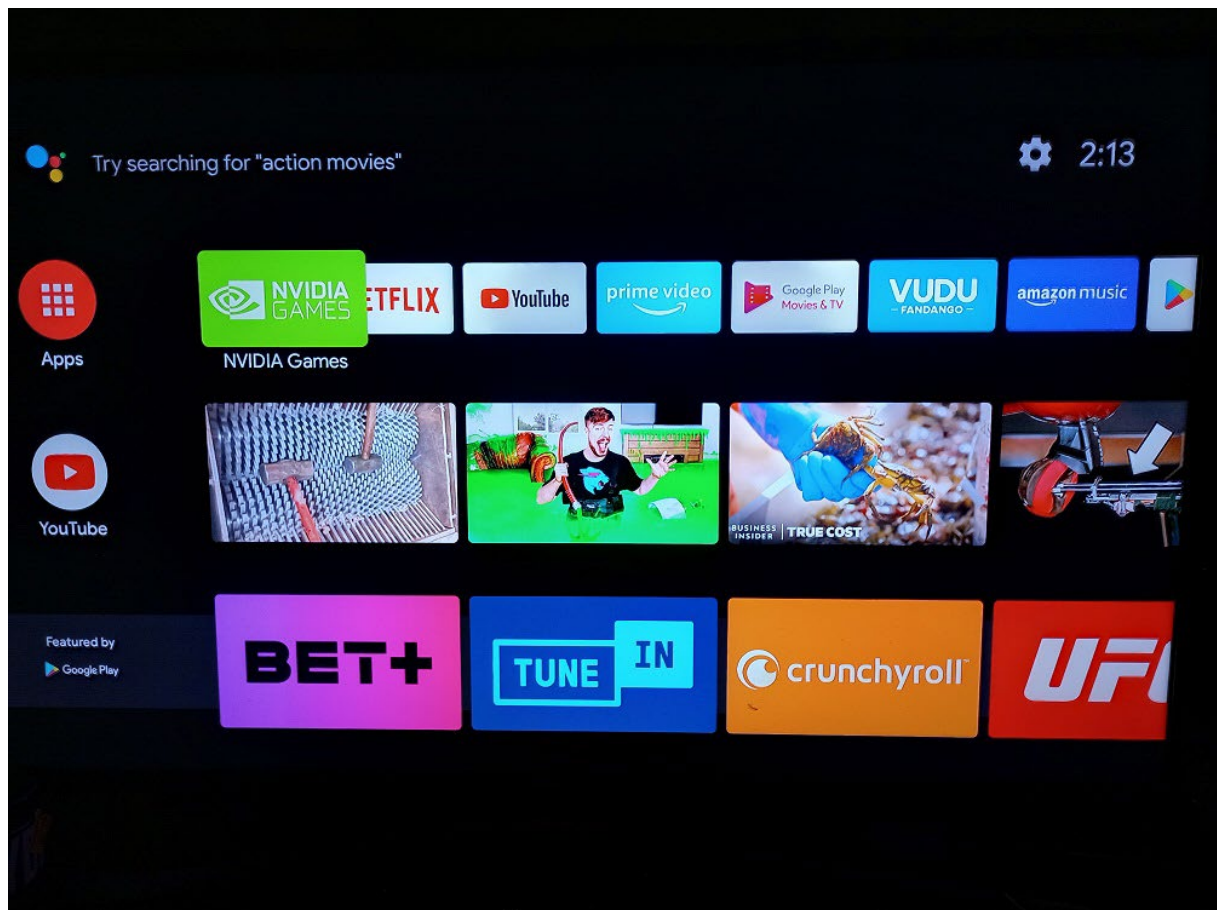 Try searching for "action movies"
2:13
NVIDIA
GAMES
ETFLIX
YouTube
prime video
Google Play
Movies & TV
VUDU
FANDANGO
amazon music
Apps
NVIDIA Games
YouTube
BUSINESS
INSIDER
TRUE COST
Featured by
Google Play
BET+
TUNE
IN
crunchyroll
UF